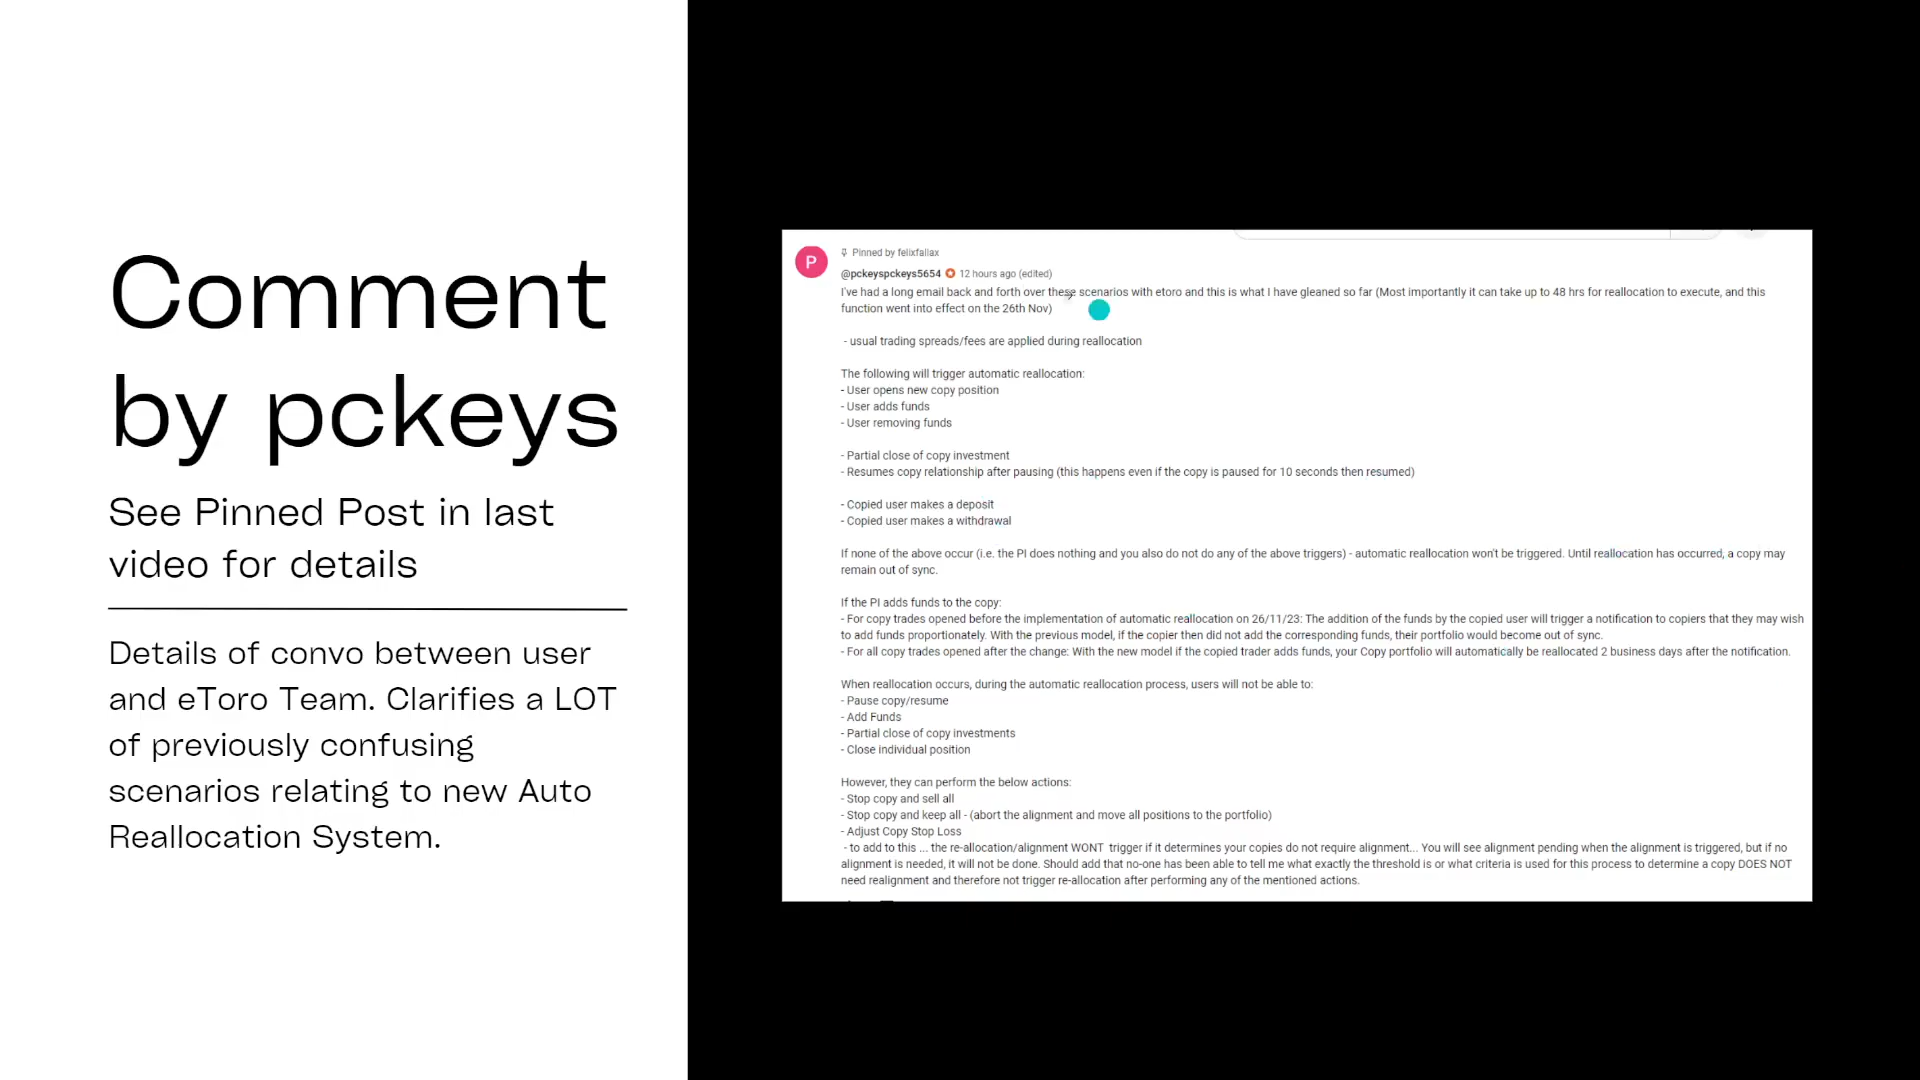 Comment
by pckeys
See Pinned Post in last
video for details
Details of convo between user
and eToro Team. Clarifies a LOT
of previously confusing
scenarios relating to new Auto
Reallocation System.
P
Pinned by felixfallax
@pckeyspckeys5654 12 hours ago (edited)
I've had a long email back and forth over these scenarios with etoro and this is what I have gleaned so far (Most importantly it can take up to 48 hrs for reallocation to execute, and this
function went into effect on the 26th Nov)
- usual trading spreads/fees are applied during reallocation
The following will trigger automatic reallocation:
- User opens new copy position
- User adds funds
- User removing funds
- Partial close of copy investment
- Resumes copy relationship after pausing (this happens even if the copy is paused for 10 seconds then resumed)
- Copied user makes a deposit
- Copied user makes a withdrawal
If none of the above occur (i.e. the PI does nothing and you also do not do any of the above triggers) - automatic reallocation won't be triggered. Until reallocation has occurred, a copy may
remain out of sync.
If the PI adds funds to the copy:
- For copy trades opened before the implementation of automatic reallocation on 26/11/23: The addition of the funds by the copied user will trigger a notification to copiers that they may wish
to add funds proportionately. With the previous model, if the copier then did not add the corresponding funds, their portfolio would become out of sync.
- For all copy trades opened after the change: With the new model if the copied trader adds funds, your Copy portfolio will automatically be reallocated 2 business days after the notification.
When reallocation occurs, during the automatic reallocation process, users will not be able to:
- Pause copy/resume
- Add Funds
- Partial close of copy investments
- Close individual position
However, they can perform the below actions:
- Stop copy and sell all
- Stop copy and keep all - (abort the alignment and move all positions to the portfolio)
- Adjust Copy Stop Loss
- to add to this ... the re-allocation/alignment WONT trigger if it determines your copies do not require alignment... You will see alignment pending when the alignment is triggered, but if no
alignment is needed, it will not be done. Should add that no-one has been able to tell me what exactly the threshold is or what criteria is used for this process to determine a copy DOES NOT
need realignment and therefore not trigger re-allocation after performing any of the mentioned actions.